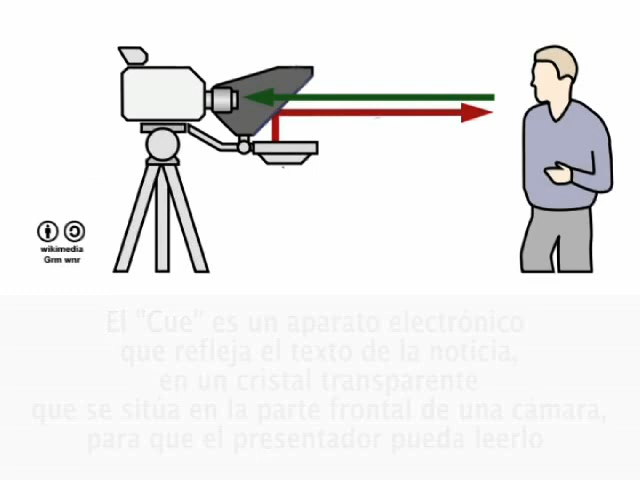 wikimedia
Grm wnr
El "Cue" es un aparato electrónico
que refleja el texto de la noticia,
en un cristal transparente
que se sitúa en la parte frontal de una cámara,
para que el presentador pueda leerlo